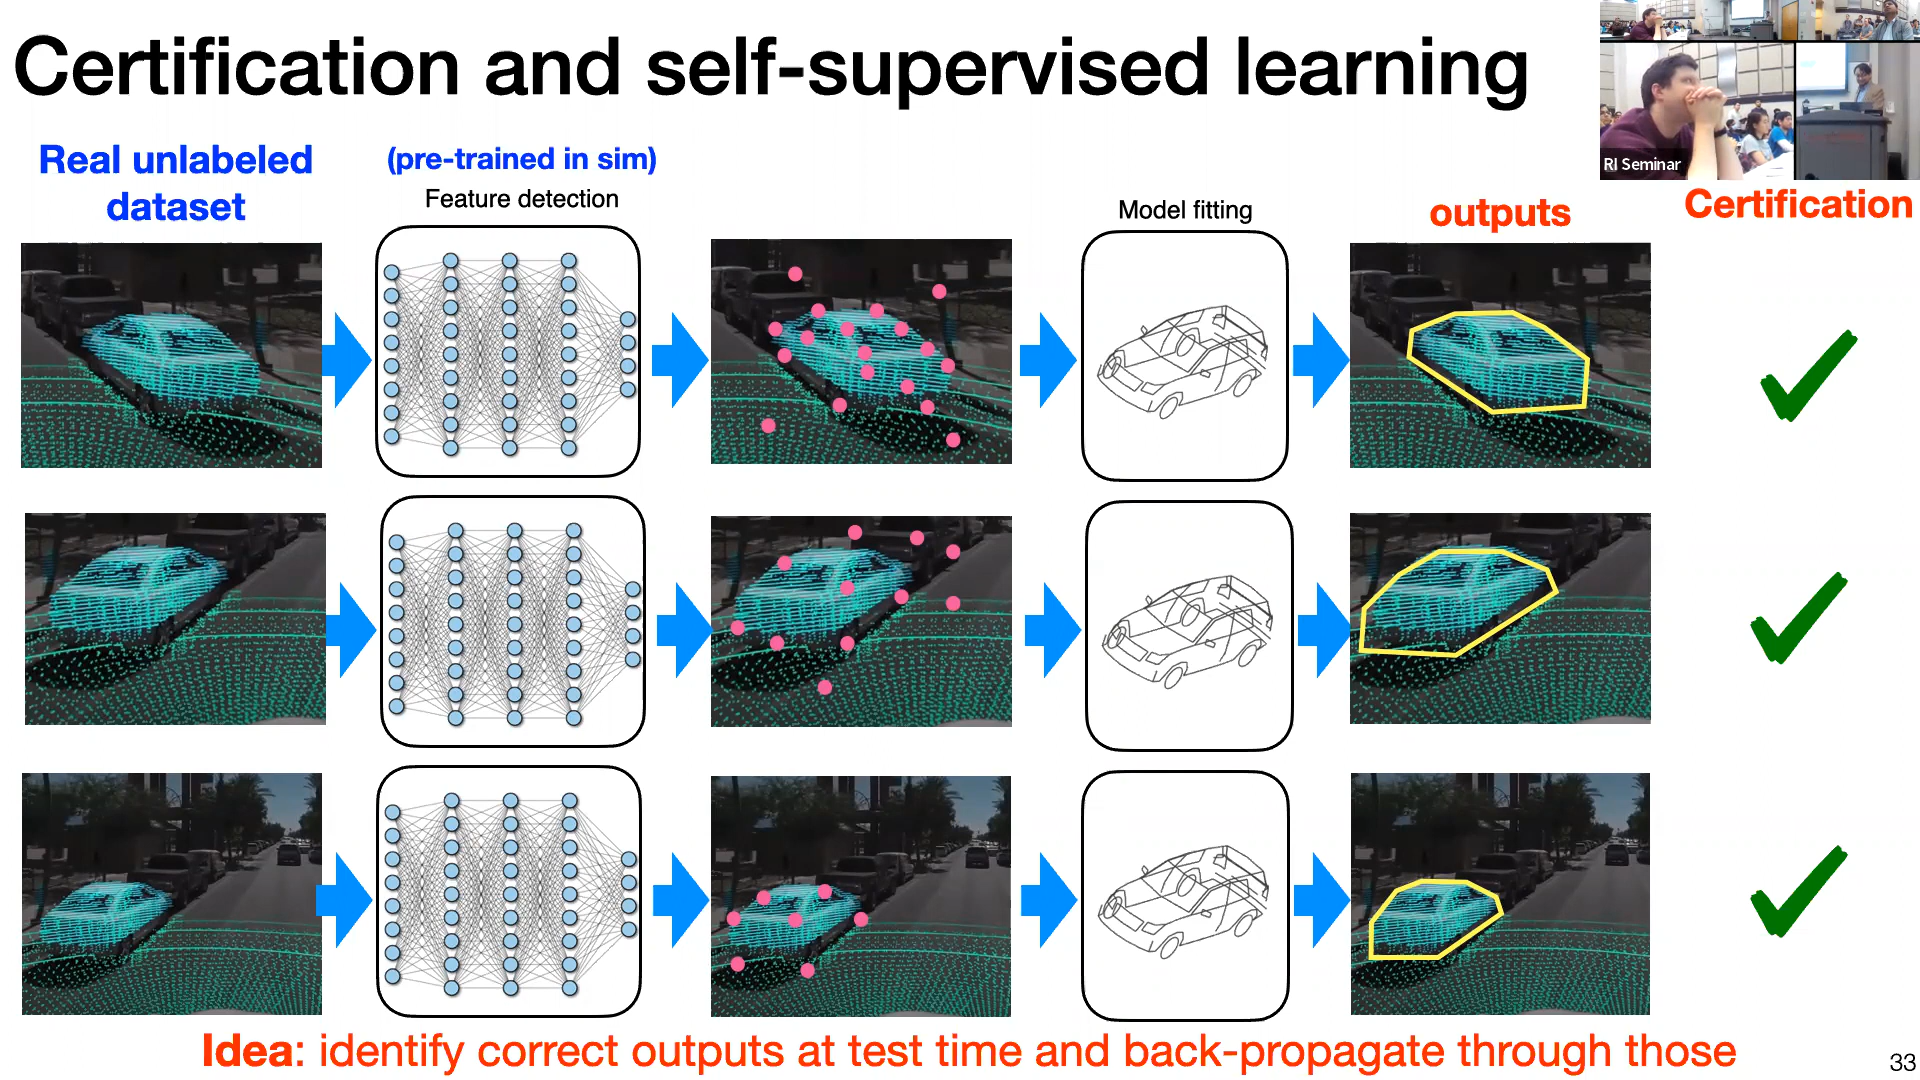 Certification and self-supervised learning
RI Seminar
Real unlabeled
dataset
(pre-trained in sim)
Feature detection
Model fitting
outputs
Certification
Idea: identify correct outputs at test time and back-propagate through those
33